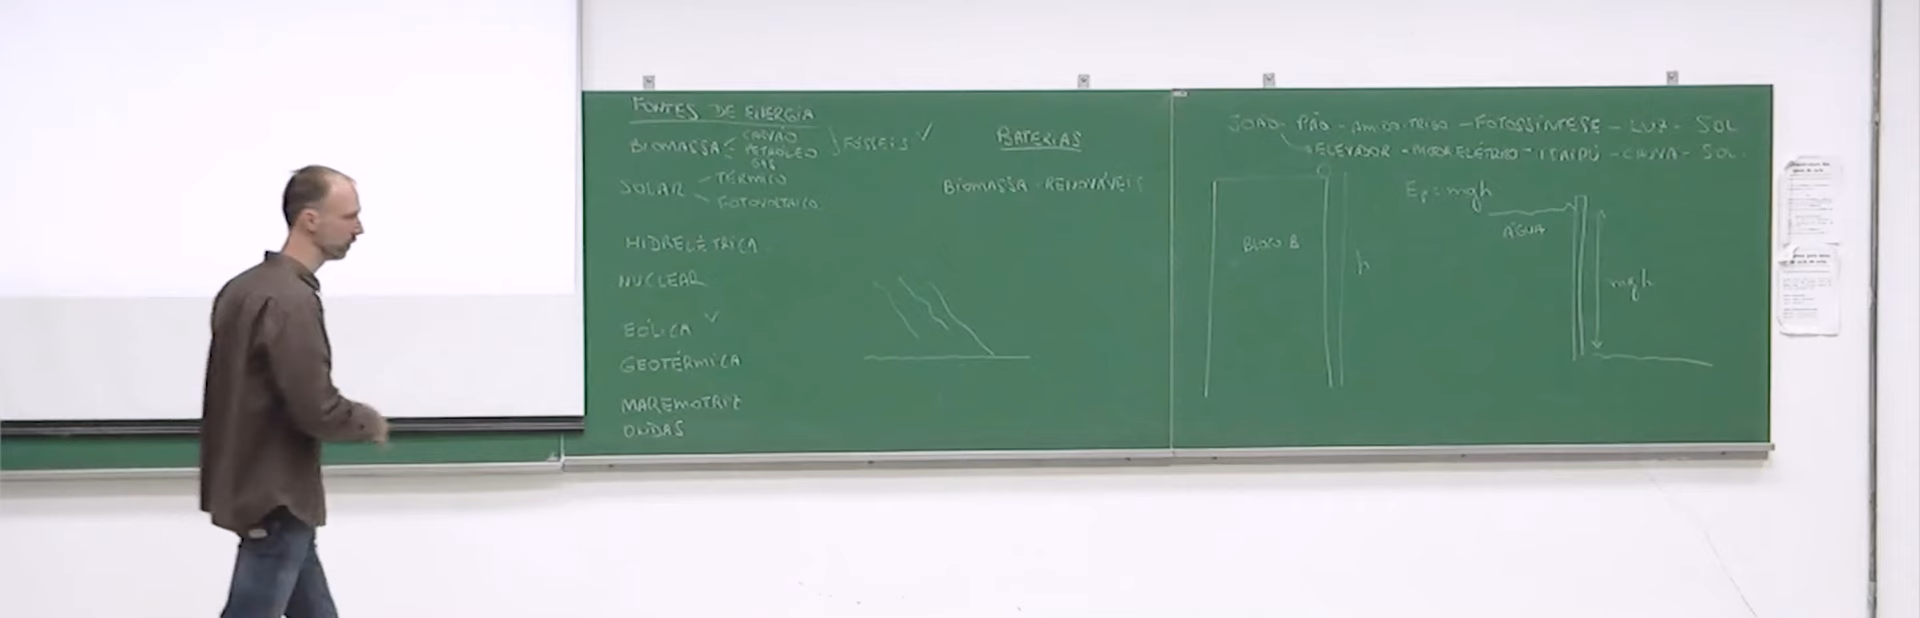 FONTES DE ENERGIA
BIOMASSA
CARVÃO
PETRÓLEO
GÁS
FÓSSEIS
SOLAR
TÉRMICO
FOTOVOLTAICO
HIDRELÉTRICA
NUCLEAR
EÓLICA
GEOTÉRMICA
MAREMOTRIZ
ONDAS
BATERIAS
BIOMASSA - RENOVÁVEIS
JOÃO - PÃO - AMIDO TRIGO - FOTOSSÍNTESE - LUZ - SOL
ELEVADOR - MOTOR ELÉTRICO - ITAIPÚ - CHUVA - SOL
BLOCO B
h
Ep = mgh
ÁGUA
mgh